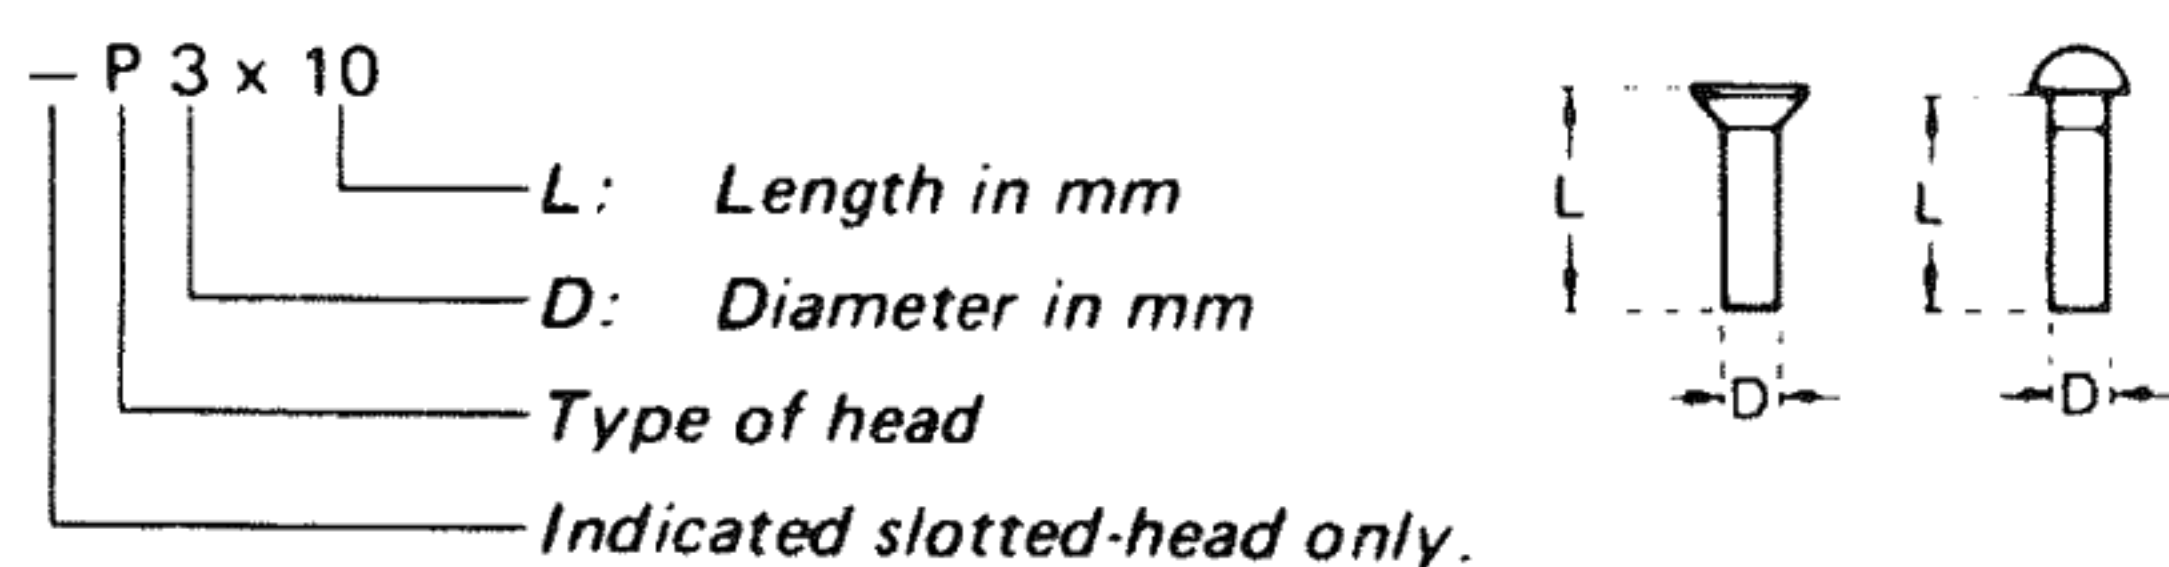 — P 3 x 10
L: Length in mm
D: Diameter in mm
Type of head
Indicated slotted-head only.
L
D
L
D